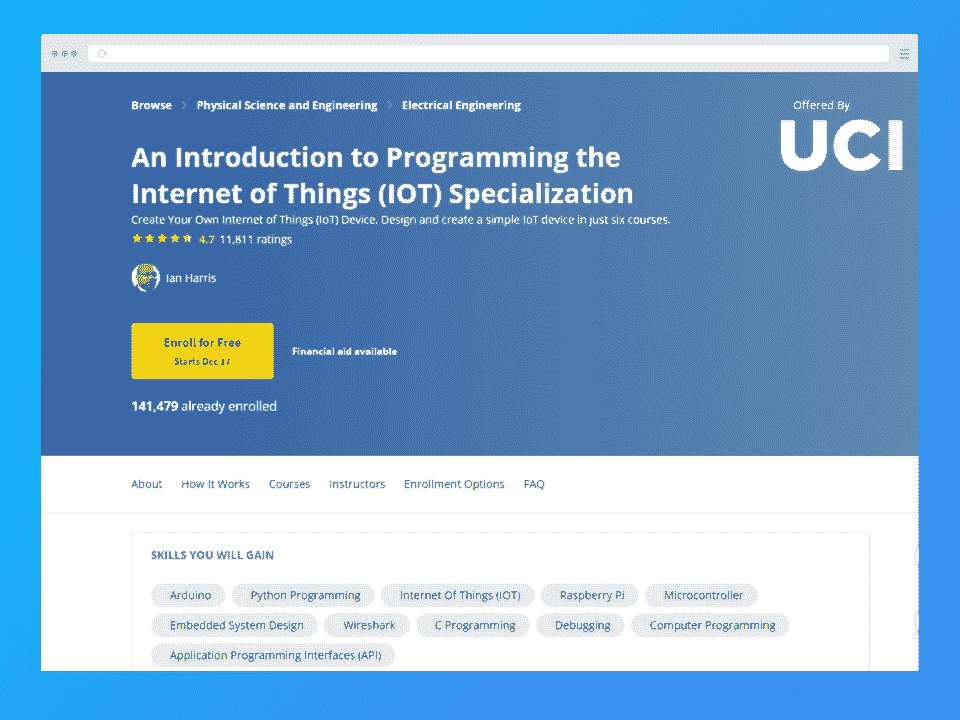 Browse > Physical Science and Engineering > Electrical Engineering
Offered By
UCI
An Introduction to Programming the
Internet of Things (IOT) Specialization
Create Your Own Internet of Things (IoT) Device. Design and create a simple IoT device in just six courses.
4.7 11,811 ratings
Ian Harris
Enroll for Free
Starts Dec 17
Financial aid available
141,479 already enrolled
About How It Works Courses Instructors Enrollment Options FAQ
SKILLS YOU WILL GAIN
Arduino Python Programming Internet Of Things (IOT) Raspberry Pi Microcontroller
Embedded System Design Wireshark C Programming Debugging Computer Programming
Application Programming Interfaces (API)